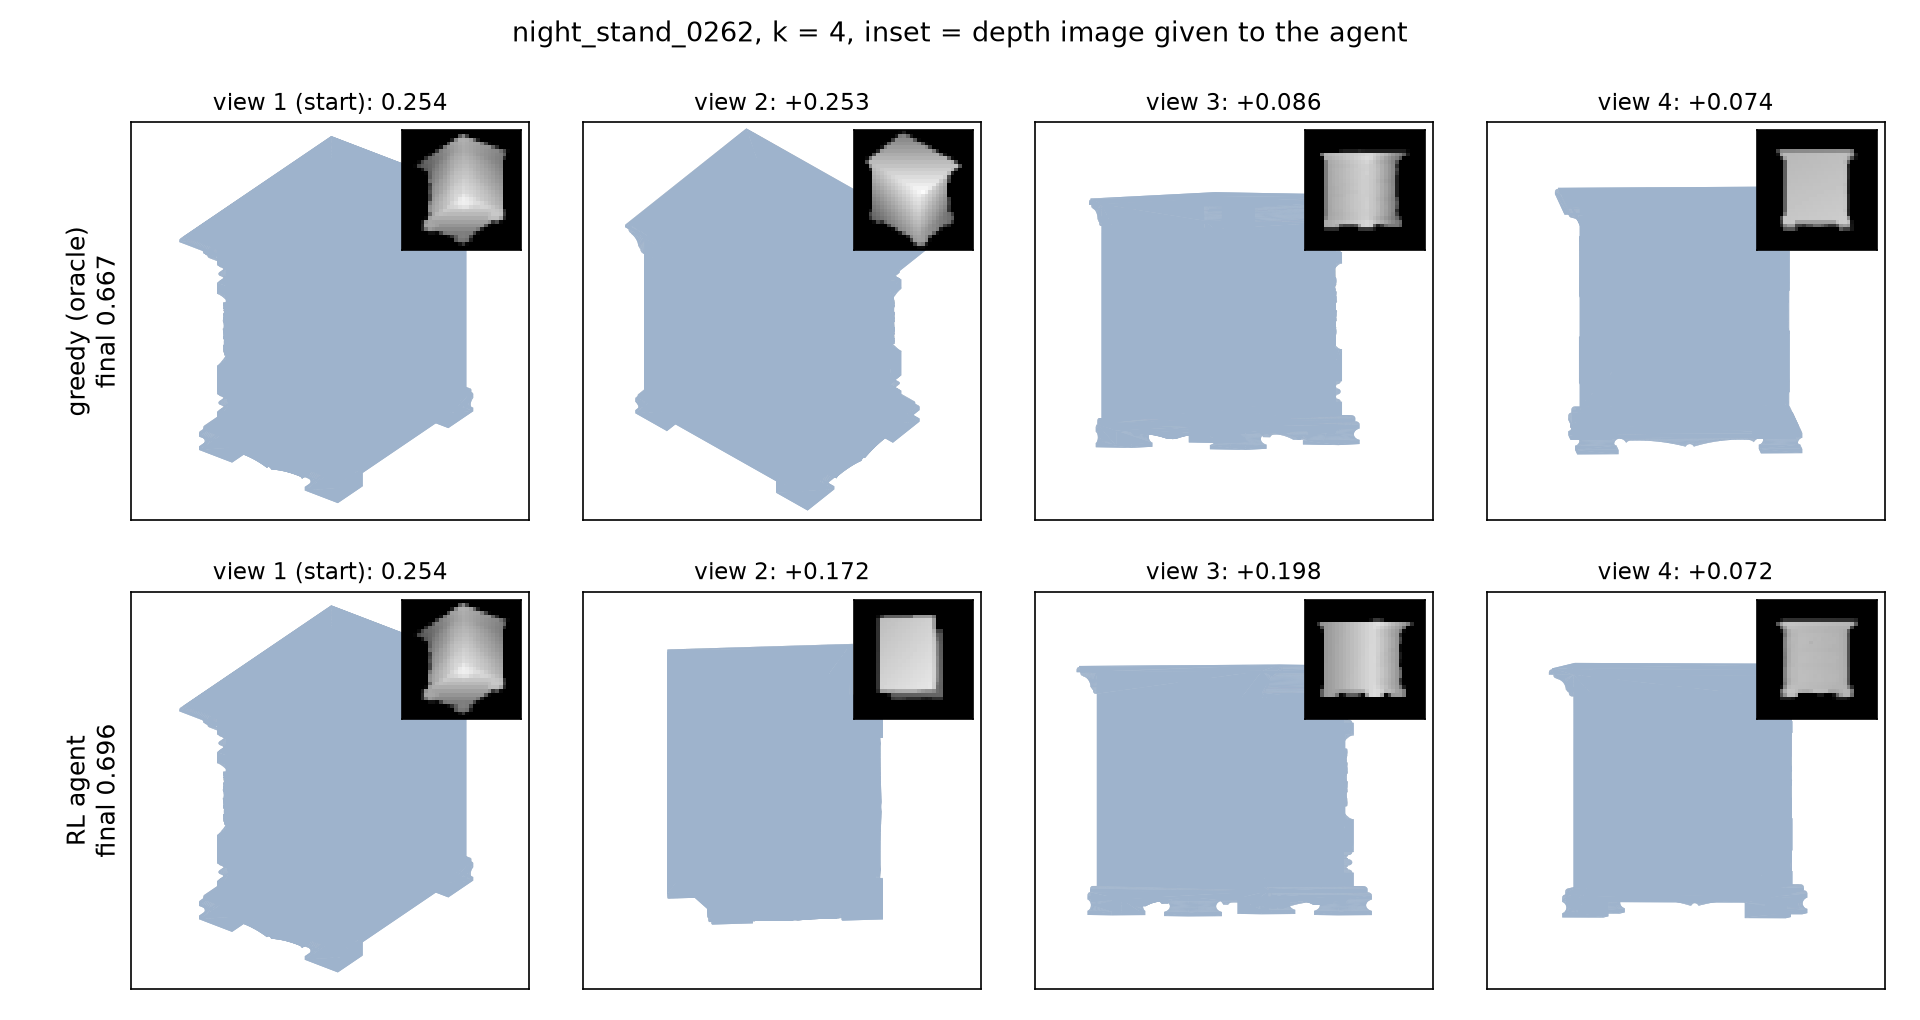 night_stand_0262, k = 4, inset = depth image given to the agent
view 1 (start): 0.254
view 2: +0.253
view 3: +0.086
view 4: +0.074
greedy (oracle)
final 0.667
view 1 (start): 0.254
view 2: +0.172
view 3: +0.198
view 4: +0.072
RL agent
final 0.696